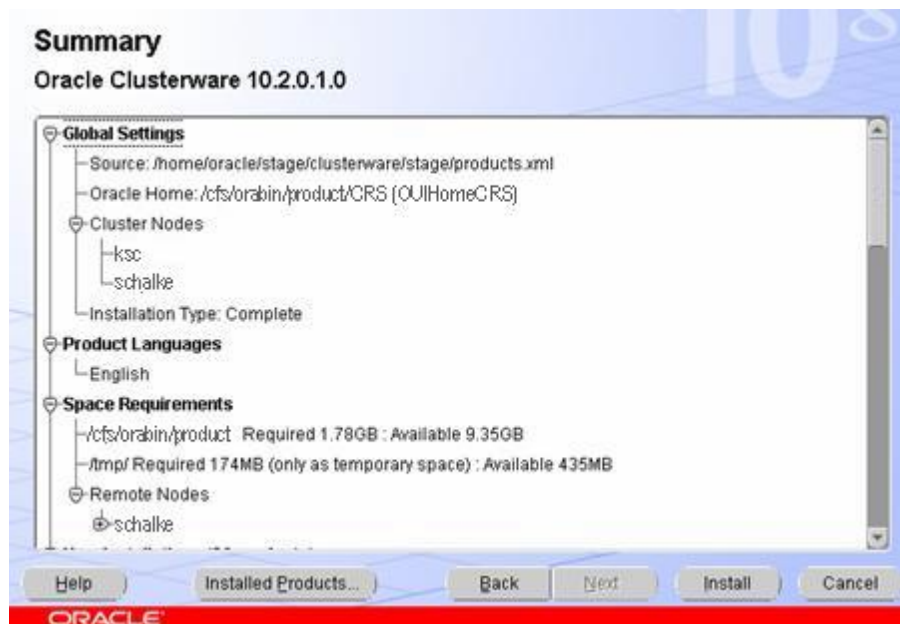 Summary
Oracle Clusterware 10.2.0.1.0
Global Settings
Source: /home/oracle/stage/clusterware/stage/products.xml
Oracle Home: /cfs/orabin/product/CRS (OUIHomeCRS)
Cluster Nodes
ksc
schalke
Installation Type: Complete
Product Languages
English
Space Requirements
/cfs/orabin/product Required 1.78GB : Available 9.35GB
/tmp/ Required 174MB (only as temporary space) : Available 435MB
Remote Nodes
schalke
Help Installed Products... Back Next Install Cancel
ORACLE